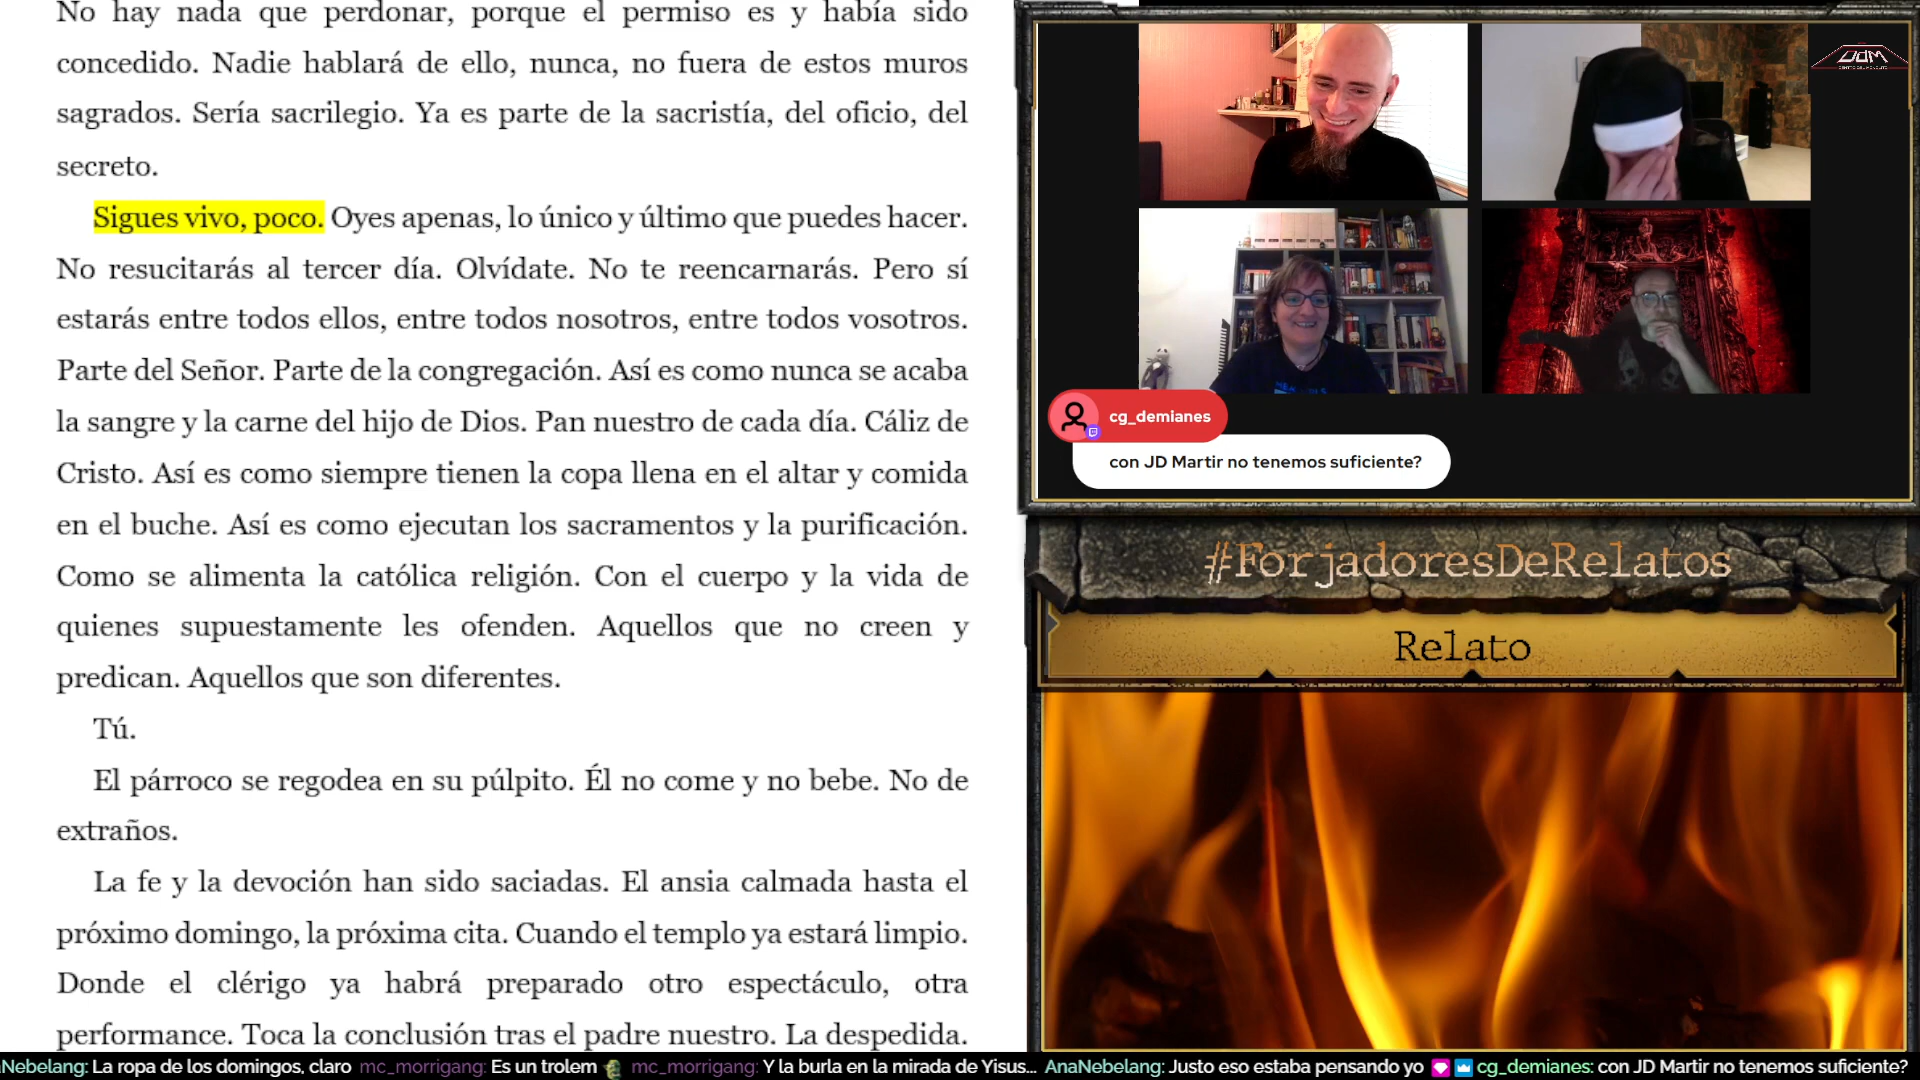 No hay nada que perdonar, porque el permiso es y había sido
concedido. Nadie hablará de ello, nunca, no fuera de estos muros
sagrados. Sería sacrilegio. Ya es parte de la sacristía, del oficio, del
secreto.
Sigues vivo, poco. Oyes apenas, lo único y último que puedes hacer.
No resucitarás al tercer día. Olvídate. No te reencarnarás. Pero sí
estarás entre todos ellos, entre todos nosotros, entre todos vosotros.
Parte del Señor. Parte de la congregación. Así es como nunca se acaba
la sangre y la carne del hijo de Dios. Pan nuestro de cada día. Cáliz de
Cristo. Así es como siempre tienen la copa llena en el altar y comida
en el buche. Así es como ejecutan los sacramentos y la purificación.
Como se alimenta la católica religión. Con el cuerpo y la vida de
quienes supuestamente les ofenden. Aquellos que no creen y
predican. Aquellos que son diferentes.
Tú.
El párroco se regodea en su púlpito. Él no come y no bebe. No de
extraños.
La fe y la devoción han sido saciadas. El ansia calmada hasta el
próximo domingo, la próxima cita. Cuando el templo ya estará limpio.
Donde el clérigo ya habrá preparado otro espectáculo, otra
performance. Toca la conclusión tras el padre nuestro. La despedida.
DDM
cg_demianes
con JD Martir no tenemos suficiente?
#ForjadoresDeRelatos
Relato
aNebelang: La ropa de los domingos, claro mc_morrigang: Es un trolem mc_morrigang: Y la burla en la mirada de Yisus... AnaNebelang: Justo eso estaba pensando yo cg_demianes: con JD Martir no tenemos suficiente?